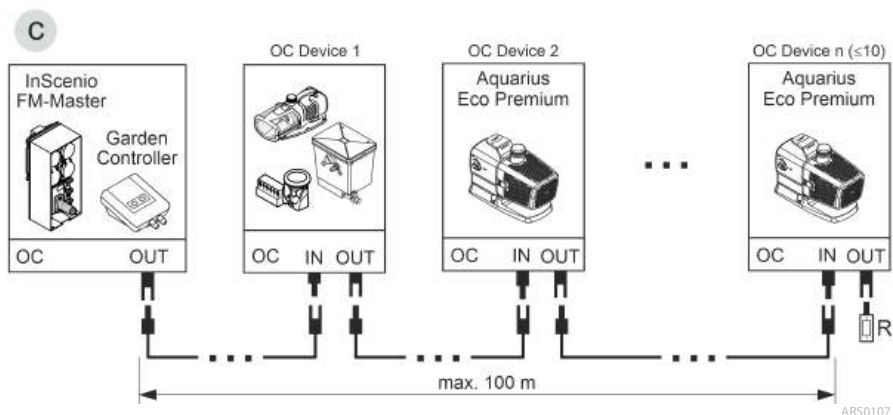 C
OC Device 1
OC Device 2
OC Device n (≤10)
InScenio
FM-Master
Garden
Controller
Aquarius
Eco Premium
Aquarius
Eco Premium
OC OUT
OC IN OUT
OC IN OUT
OC IN OUT
R
max. 100 m
ARS0107